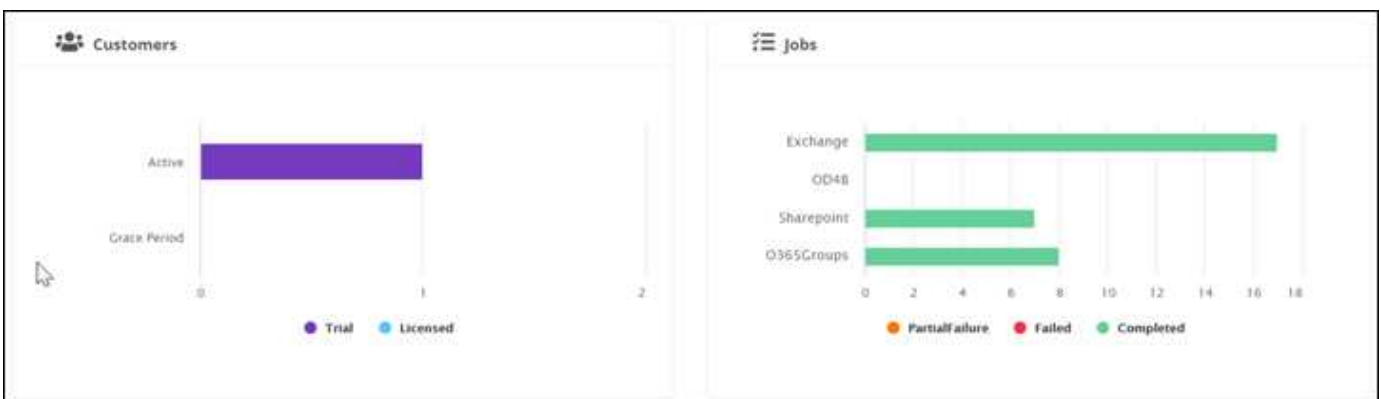 Customers
Active
Grace Period
0 1 2
Trial Licensed
Jobs
Exchange
OD4B
Sharepoint
O365Groups
0 2 4 6 8 10 12 14 16 18
PartialFailure Failed Completed